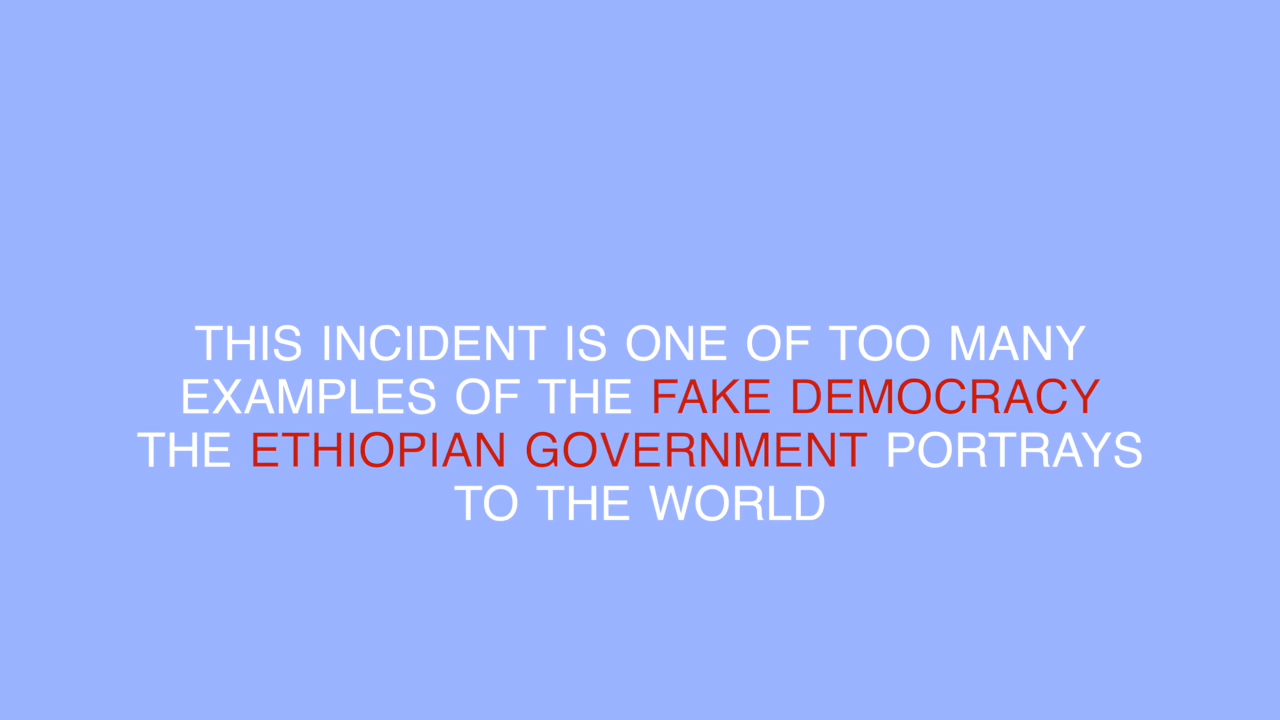 THIS INCIDENT IS ONE OF TOO MANY
EXAMPLES OF THE FAKE DEMOCRACY
THE ETHIOPIAN GOVERNMENT PORTRAYS
TO THE WORLD